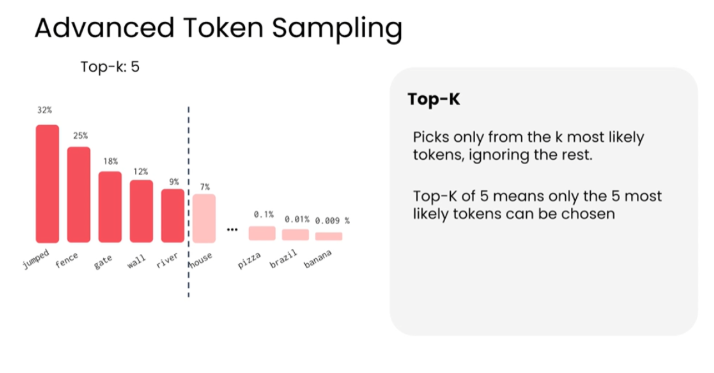 Advanced Token Sampling
Top-k: 5
32%
25%
18%
12%
9%
7%
...
0.1%
0.01%
0.009 %
jumped
fence
gate
wall
river
house
pizza
brazil
banana
Top-K
Picks only from the k most likely
tokens, ignoring the rest.
Top-K of 5 means only the 5 most
likely tokens can be chosen